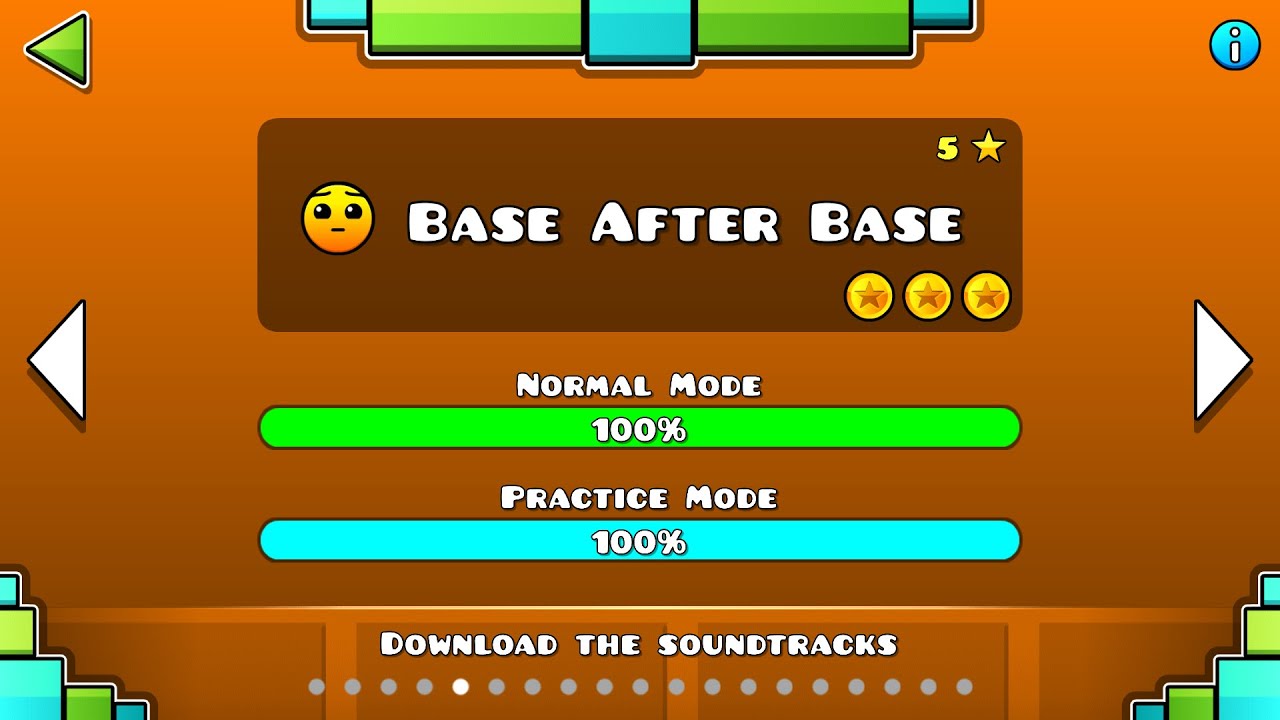 5
Base After Base
Normal Mode
100%
Practice Mode
100%
Download the soundtracks